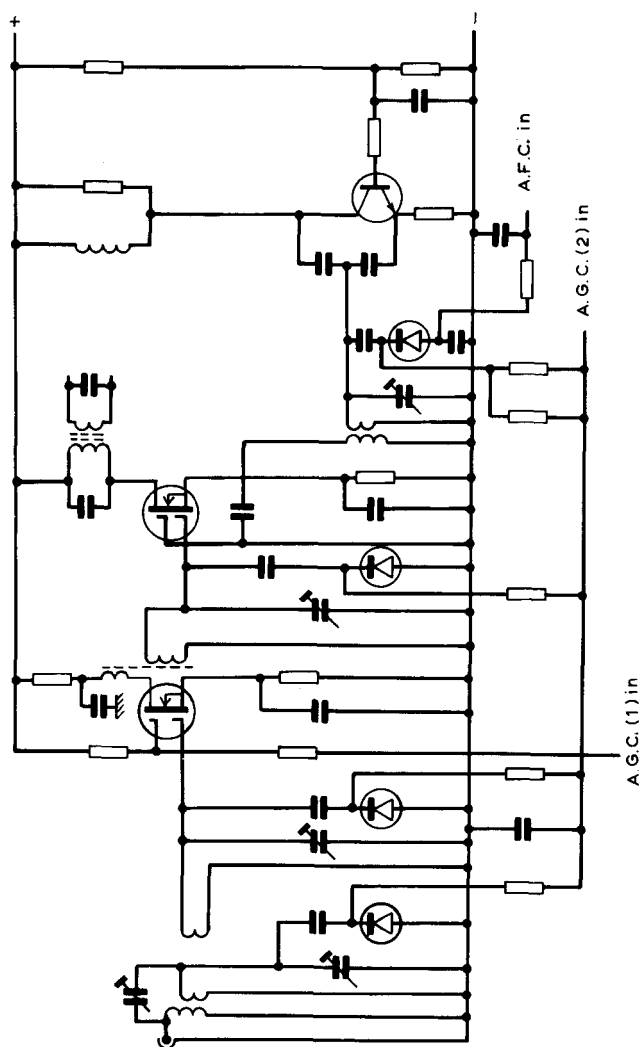 +
−
A.F.C. in
A.G.C. (2) in
A.G.C. (1) in